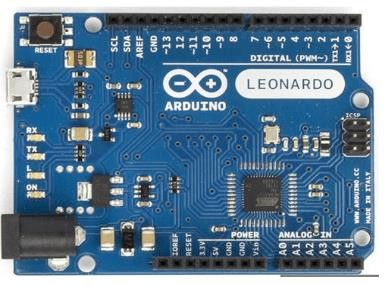 RESET
SCL
SDA
AREF
GND
~13
12
~11
~10
~9
8
7
~6
~5
4
~3
2
TX→1
RX←0
DIGITAL (PWM~)
ARDUINO
LEONARDO
ICSP
RX
TX
L
ON
WWW.ARDUINO.CC
MADE IN ITALY
POWER
ANALOG IN
IOREF
RESET
3.3V
5V
GND
GND
Vin
A0
A1
A2
A3
A4
A5